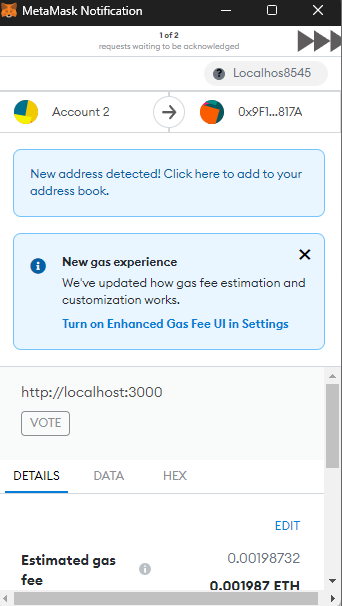 MetaMask Notification
1 of 2
requests waiting to be acknowledged
Localhos8545
Account 2
0x9F1...817A
New address detected! Click here to add to your
address book.
New gas experience
We've updated how gas fee estimation and
customization works.
Turn on Enhanced Gas Fee UI in Settings
http://localhost:3000
VOTE
DETAILS DATA HEX
EDIT
Estimated gas
fee
0.00198732
0.001987 ETH